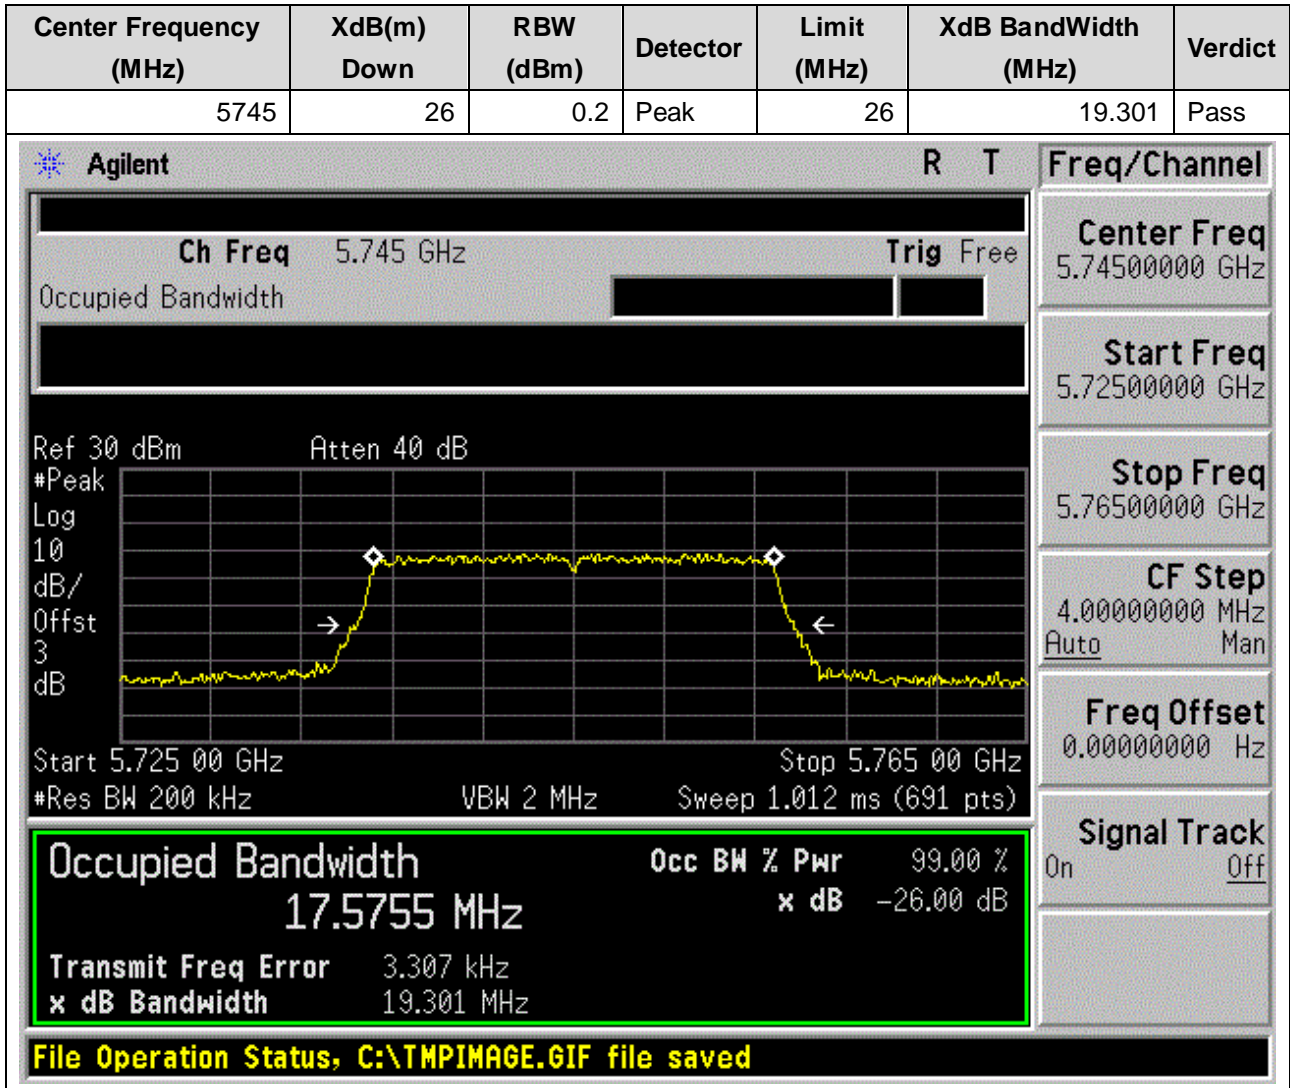 Center Frequency (MHz) XdB(m) Down RBW (dBm) Detector Limit (MHz) XdB BandWidth (MHz) Verdict
5745 26 0.2 Peak 26 19.301 Pass
Agilent R T Freq/Channel
Ch Freq 5.745 GHz Trig Free
Occupied Bandwidth
Center Freq
5.74500000 GHz
Start Freq
5.72500000 GHz
Stop Freq
5.76500000 GHz
CF Step
4.00000000 MHz
Auto Man
Freq Offset
0.00000000 Hz
Signal Track
On Off
Ref 30 dBm Atten 40 dB
#Peak
Log
10
dB/
Offst
3
dB
Start 5.725 00 GHz Stop 5.765 00 GHz
#Res BW 200 kHz VBW 2 MHz Sweep 1.012 ms (691 pts)
Occupied Bandwidth Occ BW % Pwr 99.00 %
17.5755 MHz x dB -26.00 dB
Transmit Freq Error 3.307 kHz
x dB Bandwidth 19.301 MHz
File Operation Status, C:\TMPIMAGE.GIF file saved